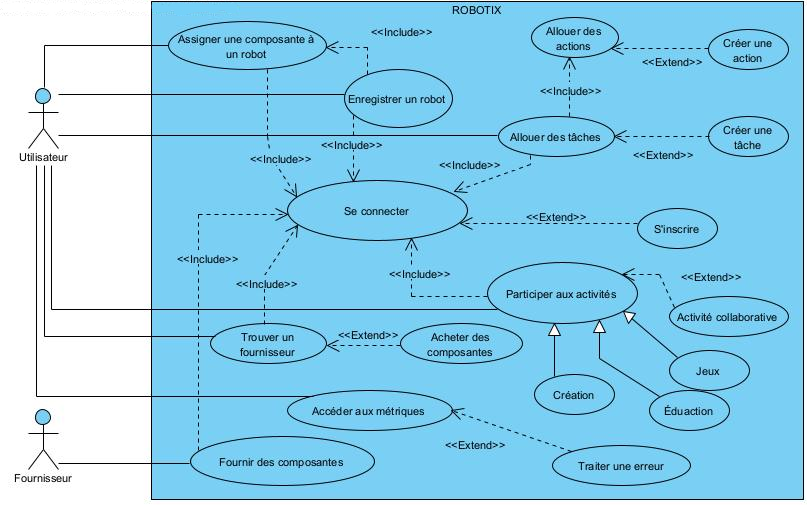 ROBOTIX
Assigner une composante à
un robot
<<Include>>
Allouer des
actions
<<Extend>>
Créer une
action
Enregistrer un robot
<<Include>>
Utilisateur
Allouer des tâches
<<Extend>>
Créer une
tâche
<<Include>>
<<Include>>
<<Include>>
Se connecter
<<Extend>>
S'inscrire
<<Include>>
<<Include>>
<<Include>>
Participer aux activités
<<Extend>>
Activité collaborative
Trouver un
fournisseur
<<Extend>>
Acheter des
composantes
Jeux
Création
Éduaction
Accéder aux métriques
<<Extend>>
Fournir des composantes
Traiter une erreur
Fournisseur